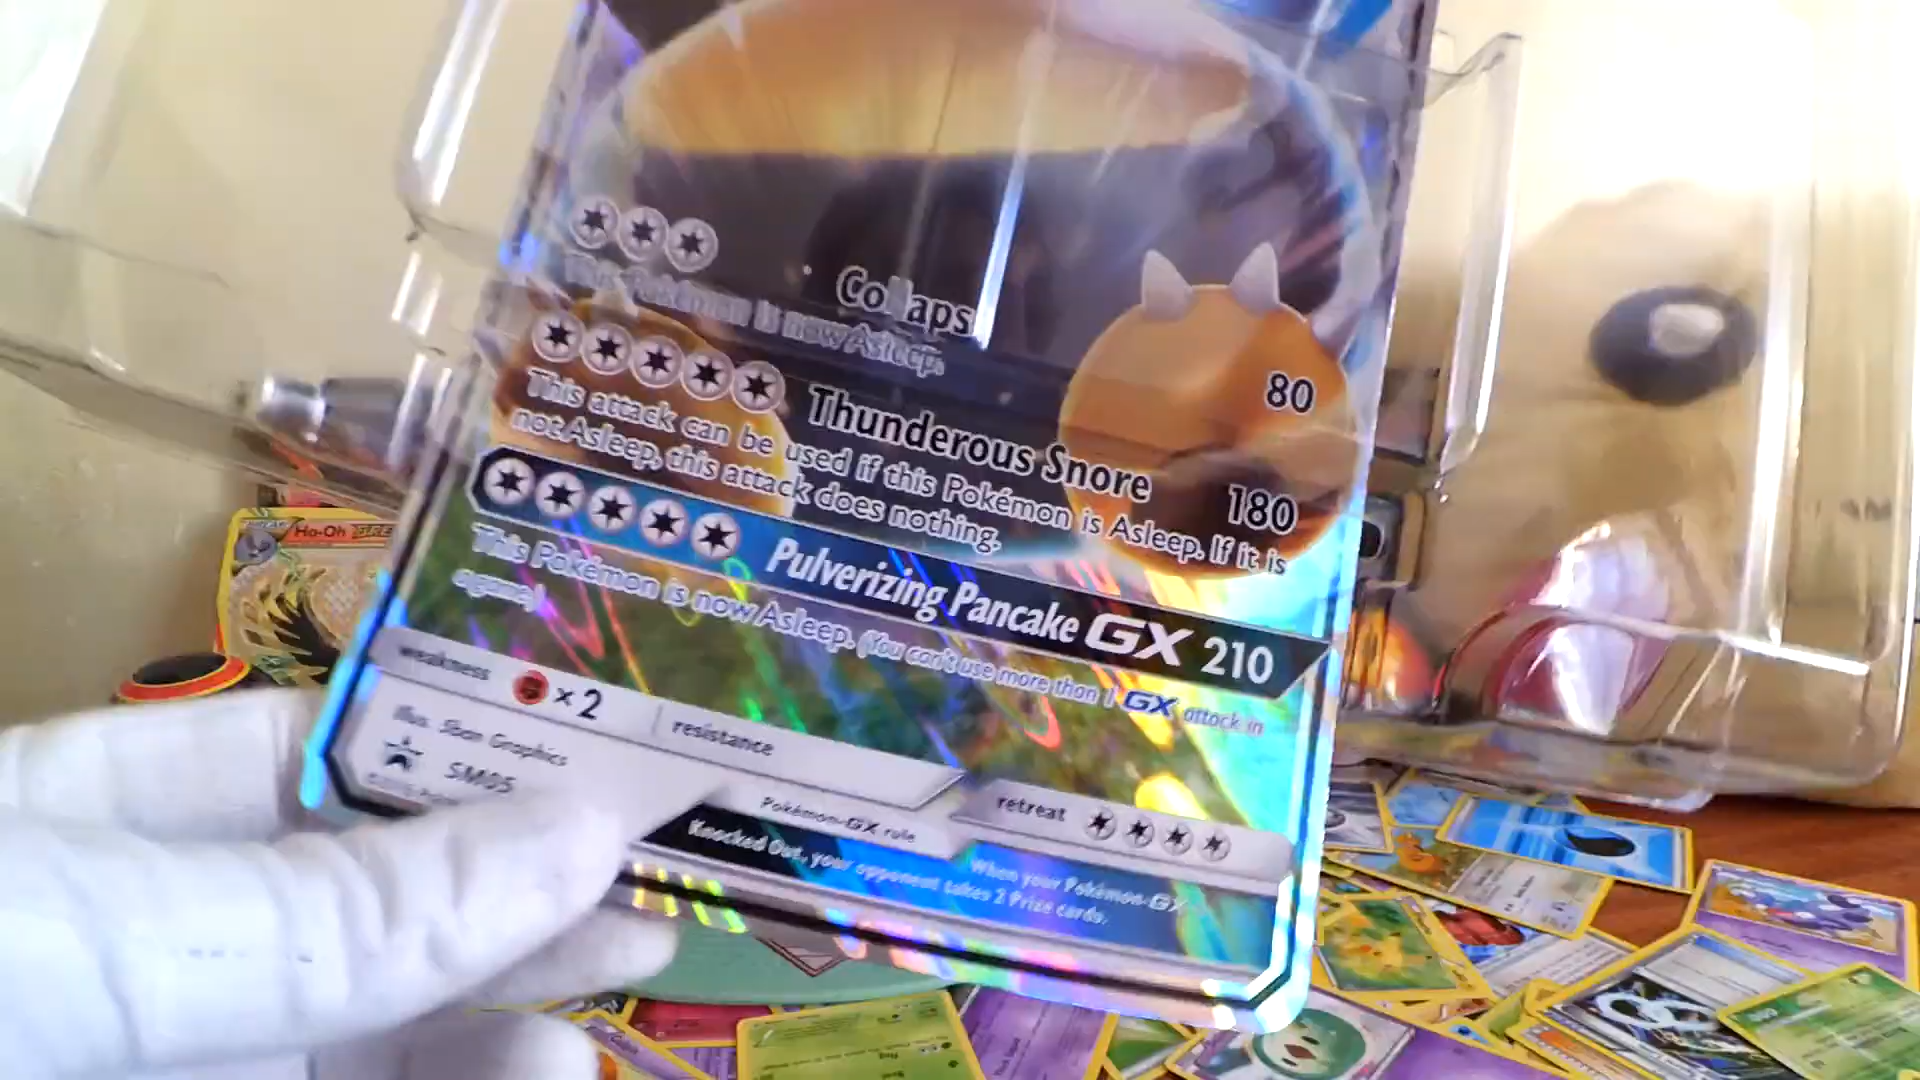 Collaps
80
This Pokémon is now Asleep.
Thunderous Snore
180
This attack can be used if this Pokémon is Asleep. If it is
not Asleep, this attack does nothing.
Pulverizing Pancake GX 210
This Pokémon is now Asleep. (You can't use more than 1 GX attack in
a game.)
weakness
×2
resistance
retreat
Illus. 5ban Graphics
SM05
Pokémon-GX rule
When your Pokémon-GX
Knocked Out, your opponent takes 2 Prize cards.
Ho-Oh BREAK